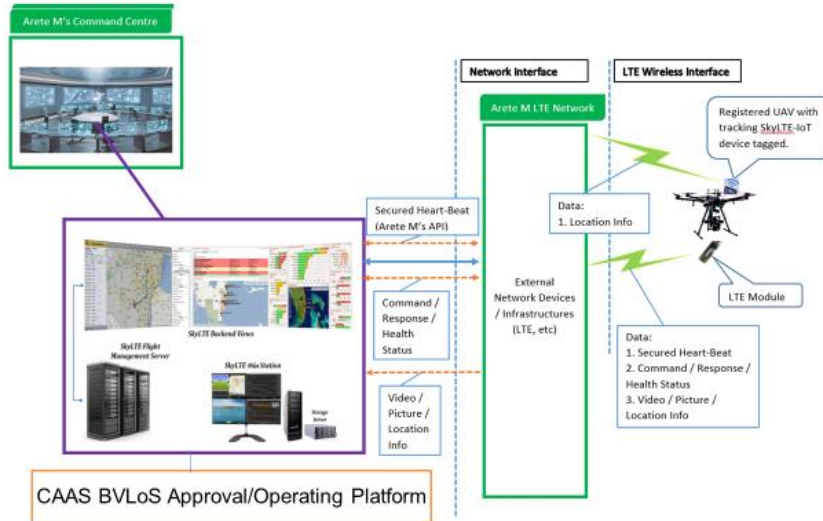 Arete M's Command Centre
Network Interface
LTE Wireless Interface
Arete M LTE Network
Registered UAV with
tracking SkyLTE-IoT
device tagged.
Secured Heart-Beat
(Arete M's API)
Data:
1. Location Info
External
Network Devices
/ Infrastructures
(LTE, etc)
LTE Module
Command /
Response /
Health
Status
SkyLTE Backend Views
SkyLTE Flight
Management Server
Storage
Server
Data:
1. Secured Heart-Beat
2. Command / Response /
Health Status
3. Video / Picture /
Location Info
Video /
Picture /
Location
Info
CAAS BVLoS Approval/Operating Platform